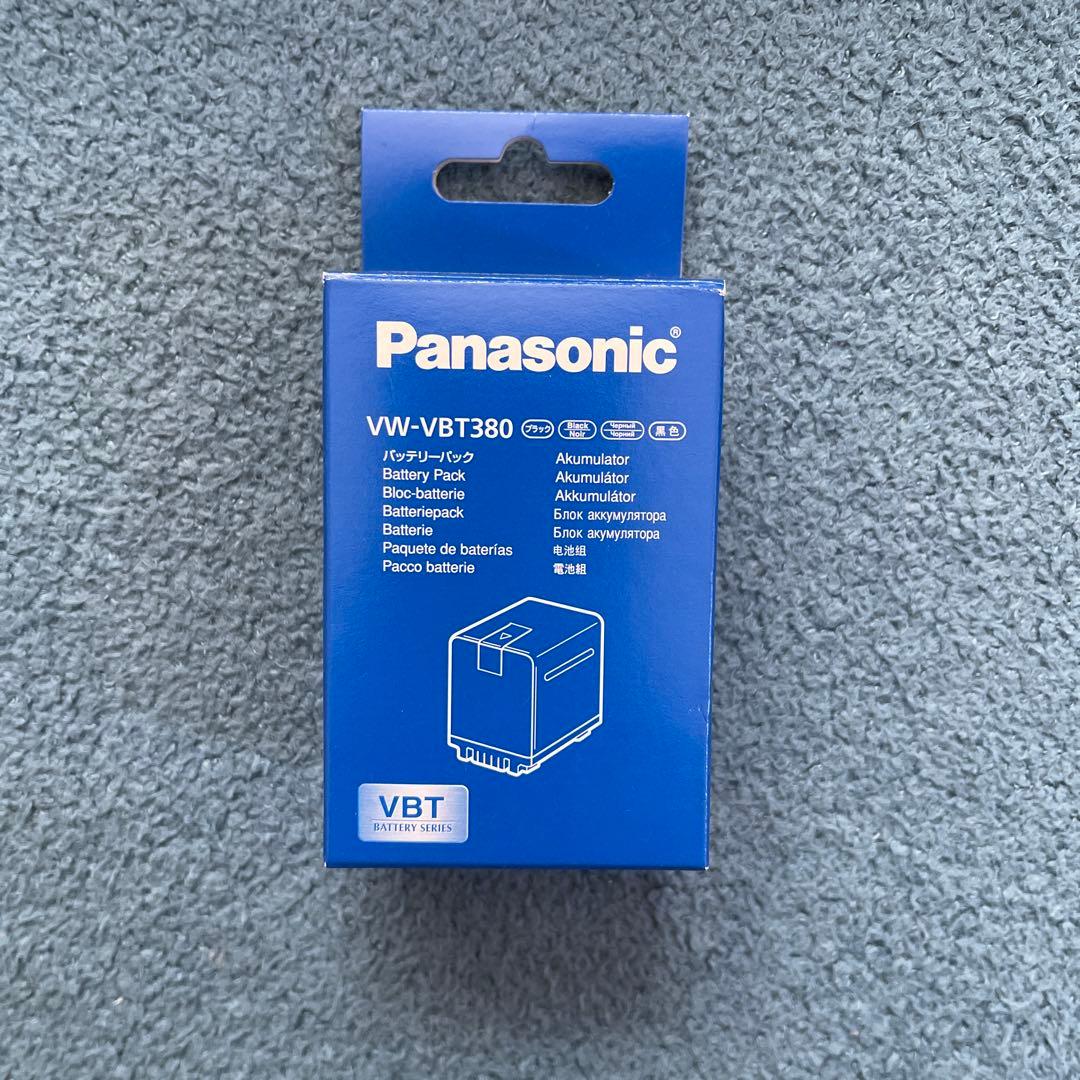 Panasonic®
VW-VBT380 ブラック Black Noir Черный Чорний 黒色
バッテリーパック
Battery Pack
Bloc-batterie
Batteriepack
Batterie
Paquete de baterías
Pacco batterie
Akumulator
Akumulátor
Akkumulátor
Блок аккумулятора
Блок акумулятора
电池组
電池組
VBT
BATTERY SERIES